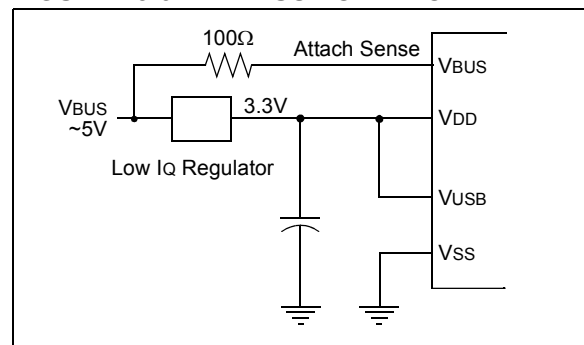 100Ω
Attach Sense
VBUS
VBUS
~5V
3.3V
VDD
Low IQ Regulator
VUSB
VSS